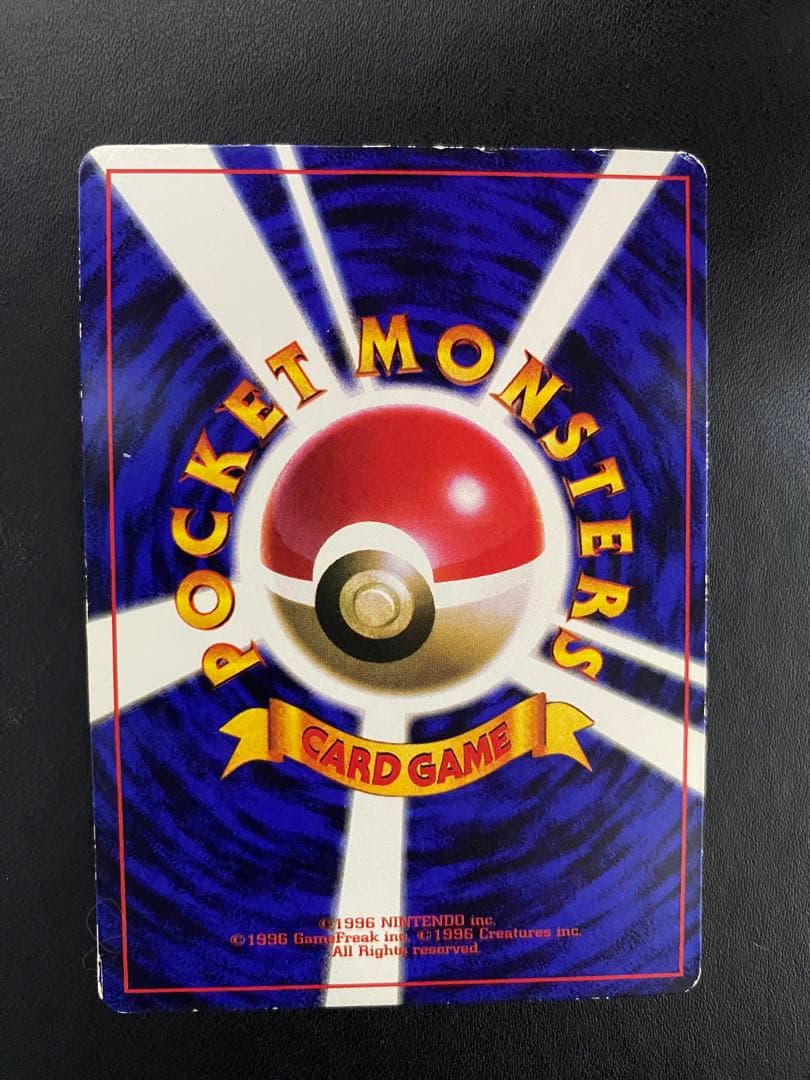 POCKET MONSTERS
CARD GAME
©1996 NINTENDO inc.
©1996 GameFreak inc. ©1996 Creatures inc.
All Rights reserved.